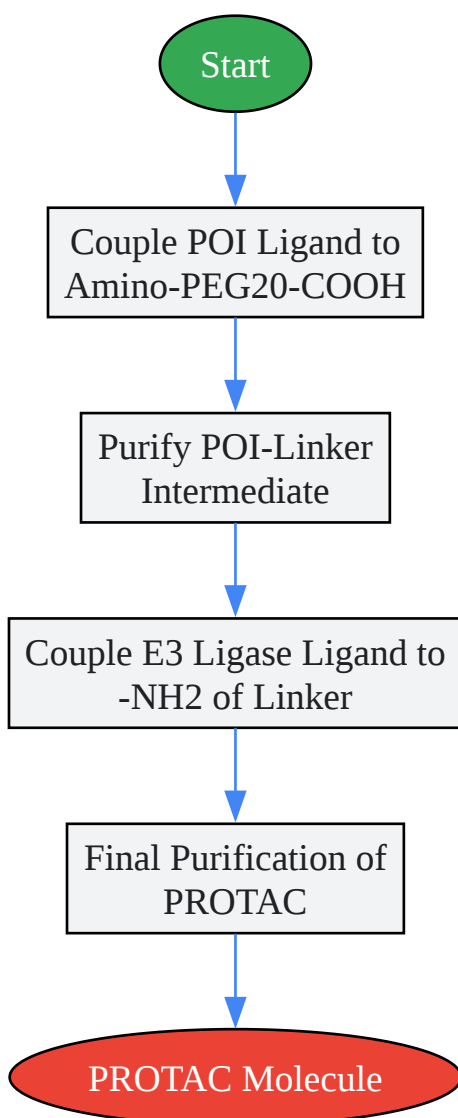 Start
Couple POI Ligand to
Amino-PEG20-COOH
Purify POI-Linker
Intermediate
Couple E3 Ligase Ligand to
-NH2 of Linker
Final Purification of
PROTAC
PROTAC Molecule